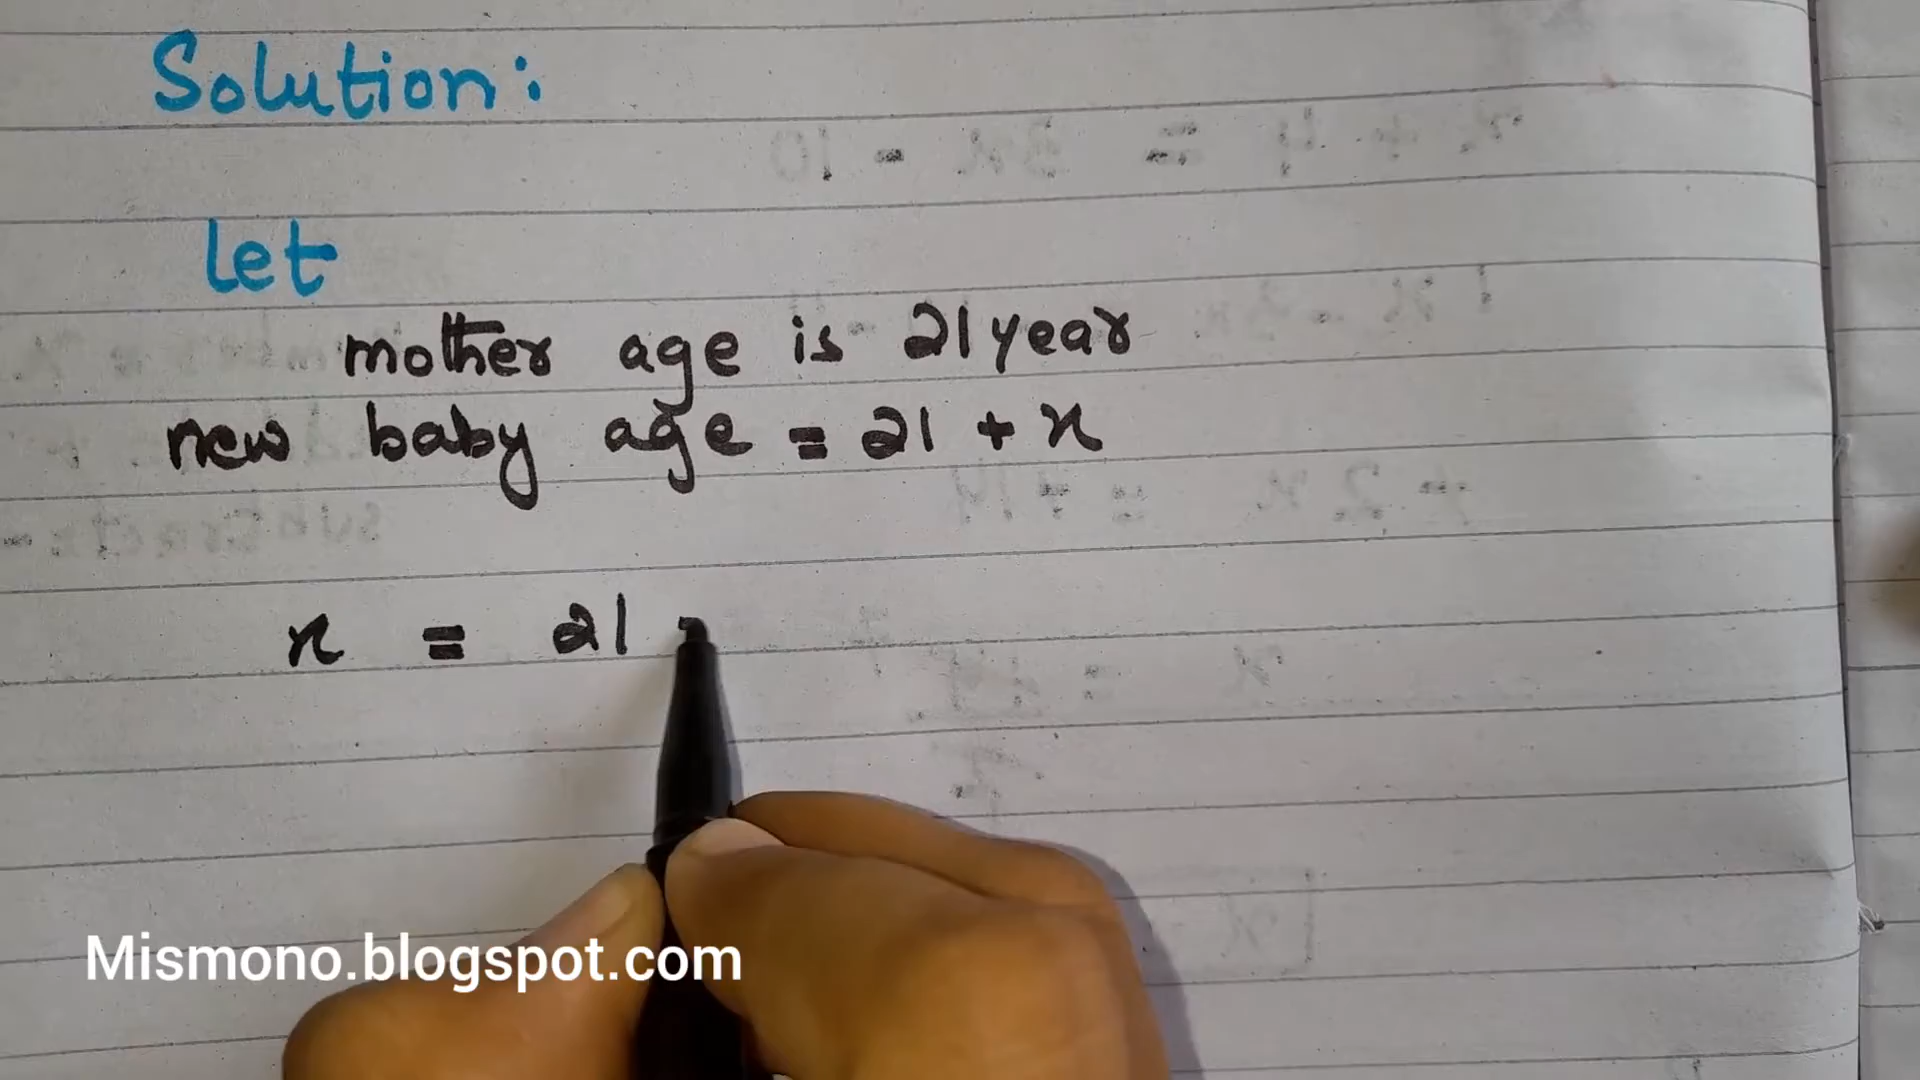 Solution:
let
mother age is 21 year
new baby age = 21 + x
x = 21
Mismono.blogspot.com